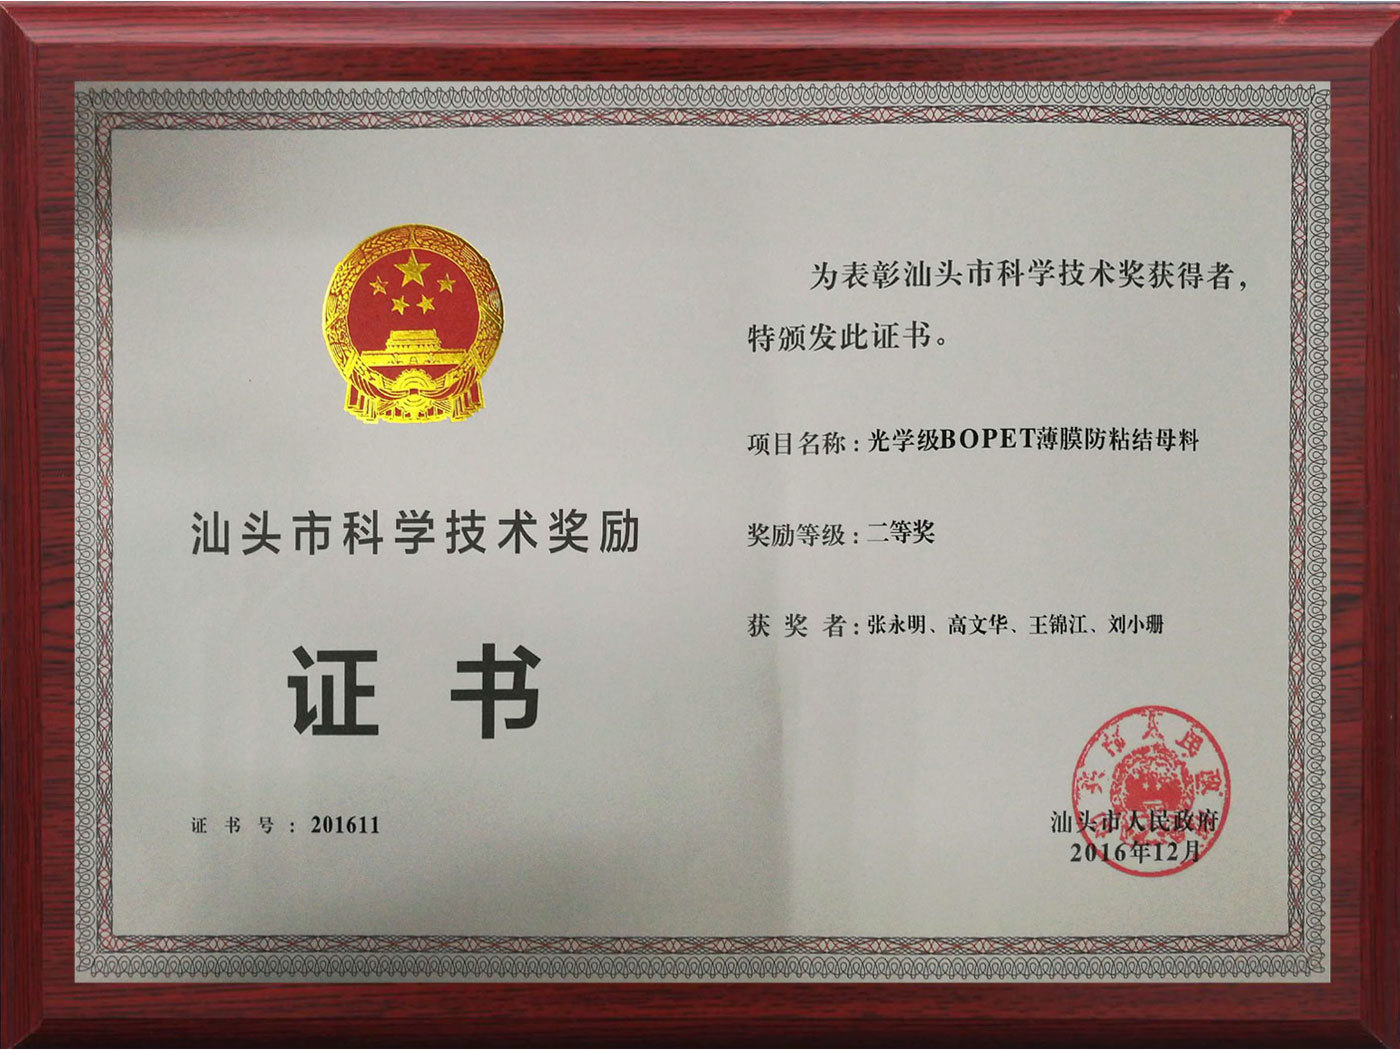 汕头市科学技术奖励
证书
证书号：201611
为表彰汕头市科学技术奖获得者，
特颁发此证书。
项目名称：光学级BOPET薄膜防粘结母料
奖励等级：二等奖
获奖者：张永明、高文华、王锦江、刘小珊
汕头市人民政府
2016年12月